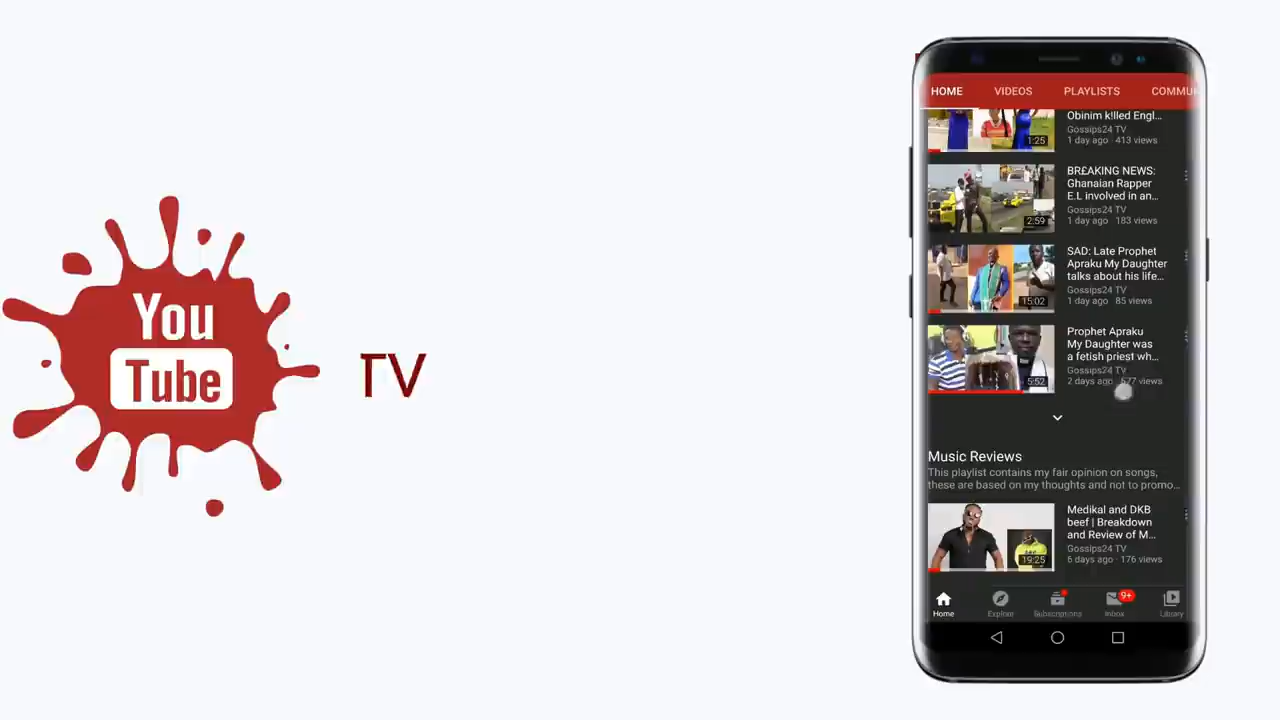 You
Tube
TV
HOME VIDEOS PLAYLISTS COMMUN
Obinim k!lled Engl...
Gossips24 TV
1 day ago · 413 views
1:25
BR£AKING NEWS:
Ghanaian Rapper
E.L involved in an...
Gossips24 TV
1 day ago · 183 views
2:59
SAD: Late Prophet
Apraku My Daughter
talks about his life...
Gossips24 TV
1 day ago · 85 views
15:02
Prophet Apraku
My Daughter was
a fetish priest wh...
Gossips24 TV
2 days ago · 577 views
5:52
Music Reviews
This playlist contains my fair opinion on songs,
these are based on my thoughts and not to promo...
Medikal and DKB
beef | Breakdown
and Review of M...
Gossips24 TV
6 days ago · 176 views
19:25
9+
Home Explore Subscriptions Inbox Library